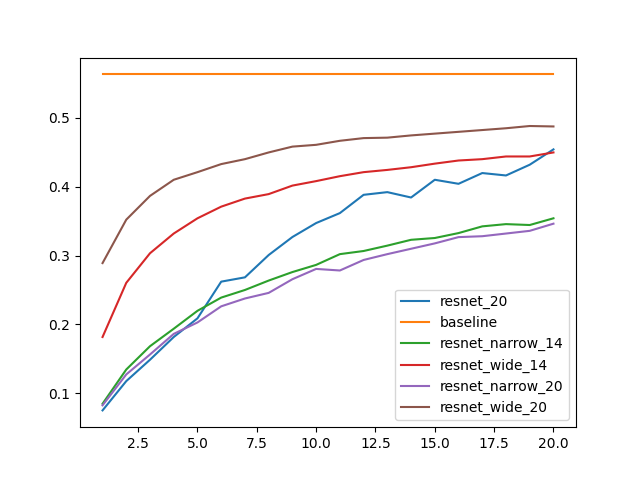 0.5
0.4
0.3
0.2
0.1
resnet_20
baseline
resnet_narrow_14
resnet_wide_14
resnet_narrow_20
resnet_wide_20
2.5 5.0 7.5 10.0 12.5 15.0 17.5 20.0